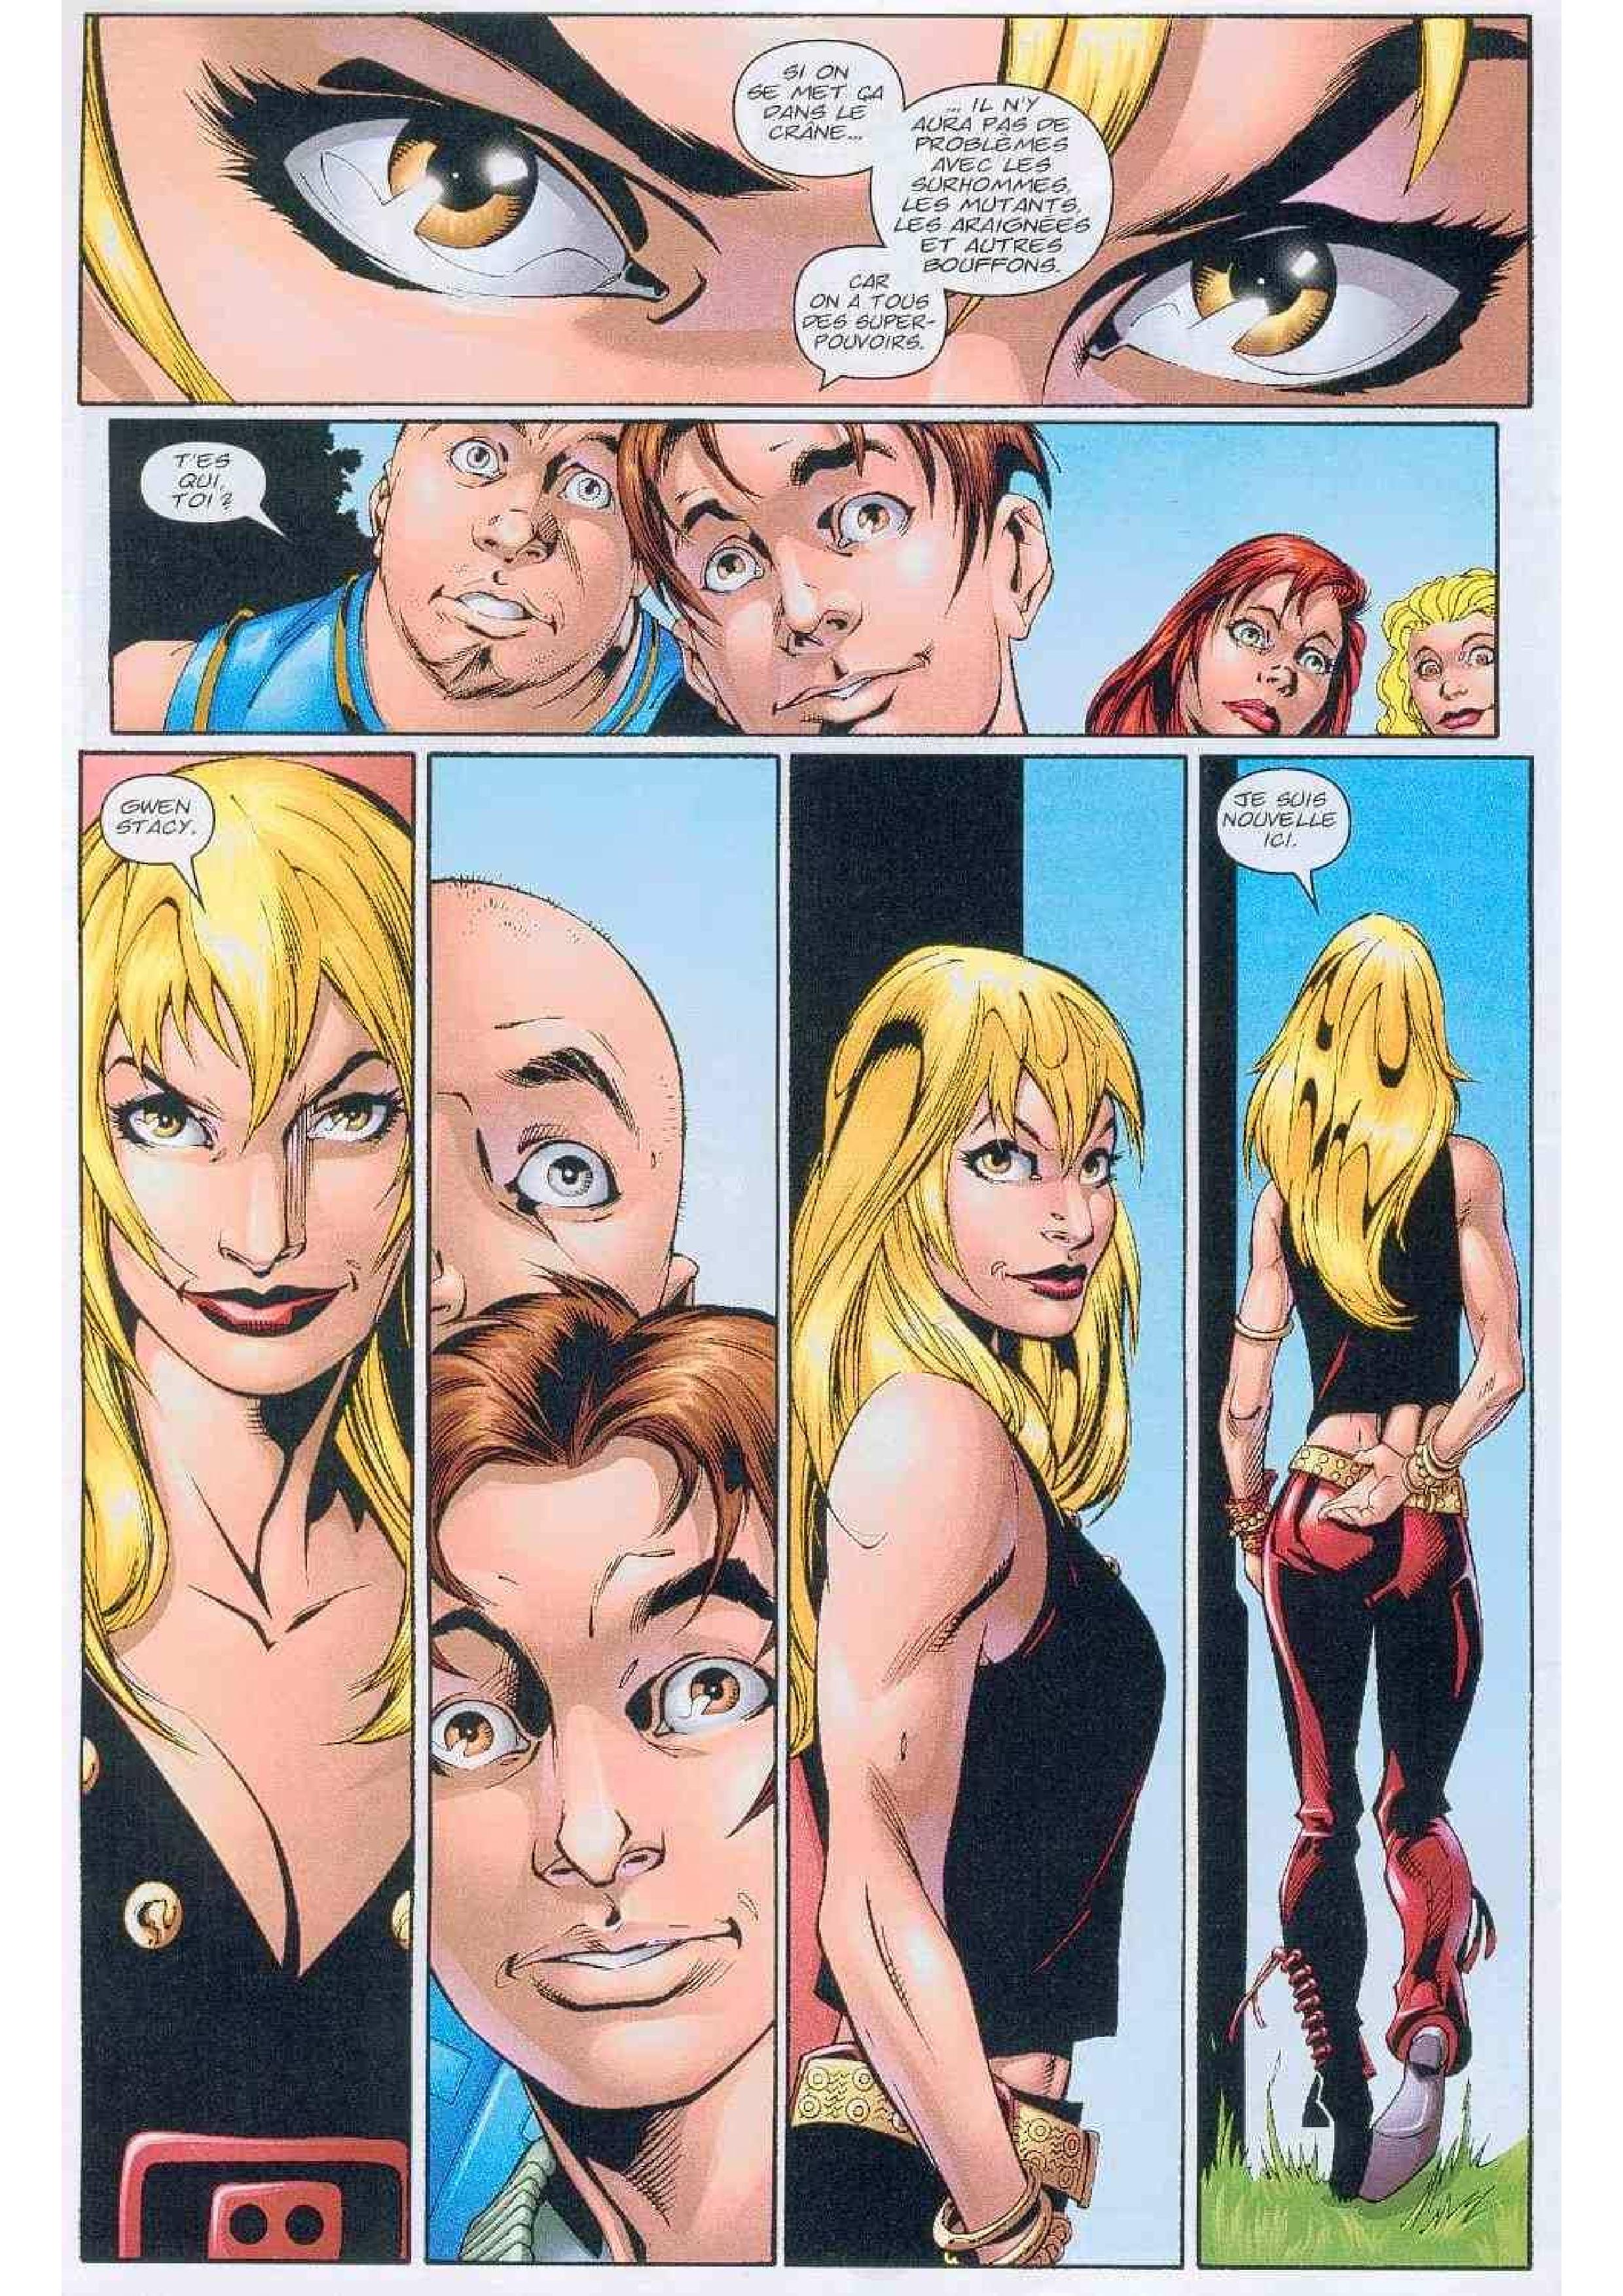 SI ON
SE MET ÇA
DANS LE
CRÂNE...
... IL N'Y
AURA PAS DE
PROBLÈMES
AVEC LES
SURHOMMES,
LES MUTANTS,
LES ARAIGNÉES
ET AUTRES
BOUFFONS.
CAR
ON A TOUS
DES SUPER-
POUVOIRS.
T'ES
QUI,
TOI ?
GWEN
STACY.
JE SUIS
NOUVELLE
ICI.